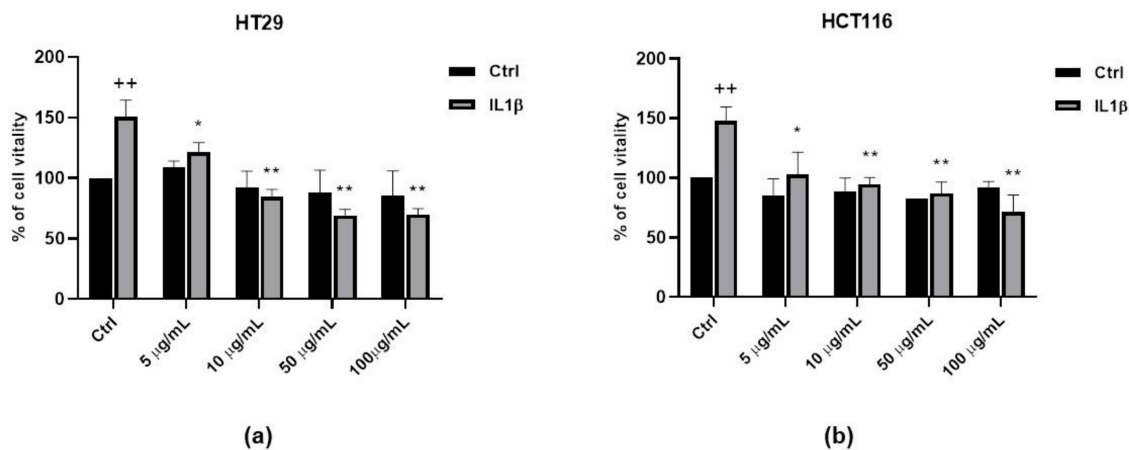 HT29
200
150
100
50
0
% of cell vitality
++
*
**
**
**
Ctrl
IL1β
Ctrl
5 μg/mL
10 μg/mL
50 μg/mL
100μg/mL
(a)
HCT116
200
150
100
50
0
% of cell vitality
++
*
**
**
**
Ctrl
IL1β
Ctrl
5 μg/mL
10 μg/mL
50 μg/mL
100 μg/mL
(b)